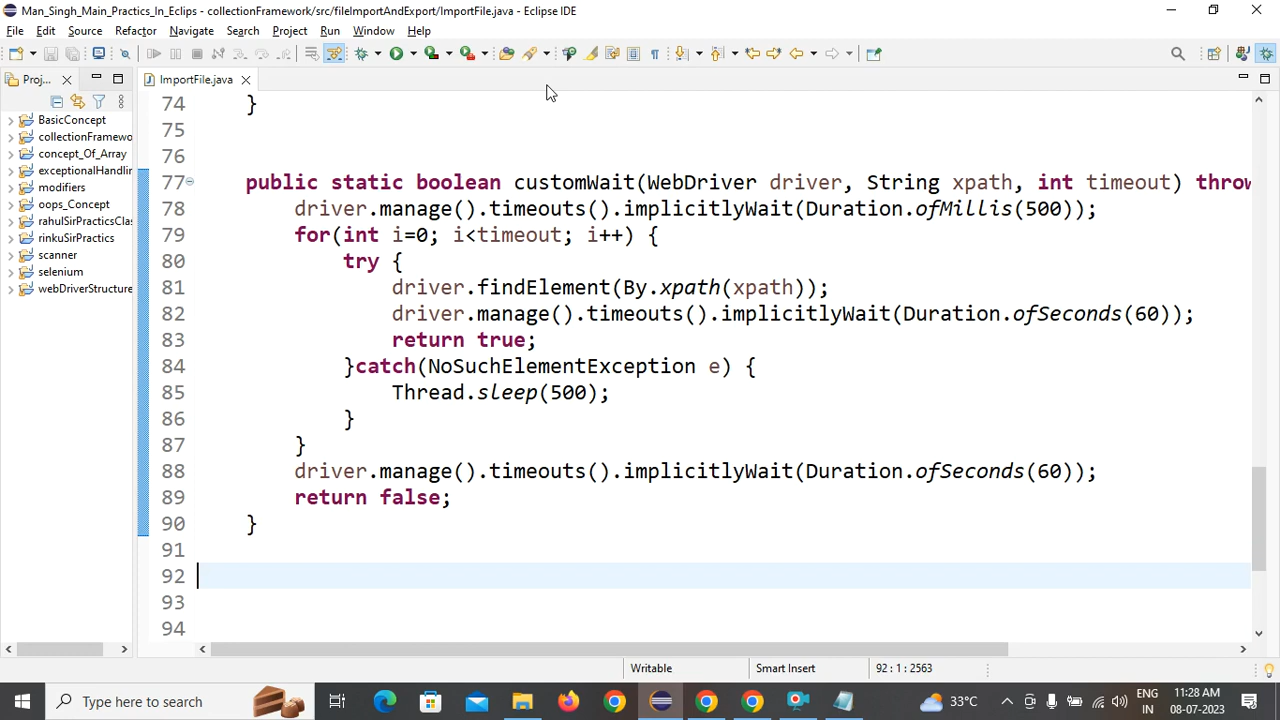 Man_Singh_Main_Practics_In_Eclips - collectionFramework/src/fileImportAndExport/ImportFile.java - Eclipse IDE
File Edit Source Refactor Navigate Search Project Run Window Help
Proj...
ImportFile.java
BasicConcept
collectionFramewo
concept_Of_Array
exceptionalHandlin
modifiers
oops_Concept
rahulSirPracticsClas
rinkuSirPractics
scanner
selenium
webDriverStructure
74 }
75
76
77 public static boolean customWait(WebDriver driver, String xpath, int timeout) throw
78 driver.manage().timeouts().implicitlyWait(Duration.ofMillis(500));
79 for(int i=0; i<timeout; i++) {
80 try {
81 driver.findElement(By.xpath(xpath));
82 driver.manage().timeouts().implicitlyWait(Duration.ofSeconds(60));
83 return true;
84 }catch(NoSuchElementException e) {
85 Thread.sleep(500);
86 }
87 }
88 driver.manage().timeouts().implicitlyWait(Duration.ofSeconds(60));
89 return false;
90 }
91
92
93
94
Writable Smart Insert 92 : 1 : 2563
Type here to search
33°C
ENG
IN
11:28 AM
08-07-2023